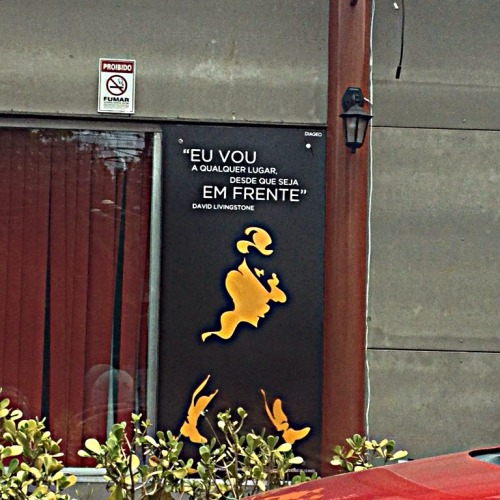 PROIBIDO
FUMAR
DIAGEO
“EU VOU
A QUALQUER LUGAR,
DESDE QUE SEJA
EM FRENTE”
DAVID LIVINGSTONE